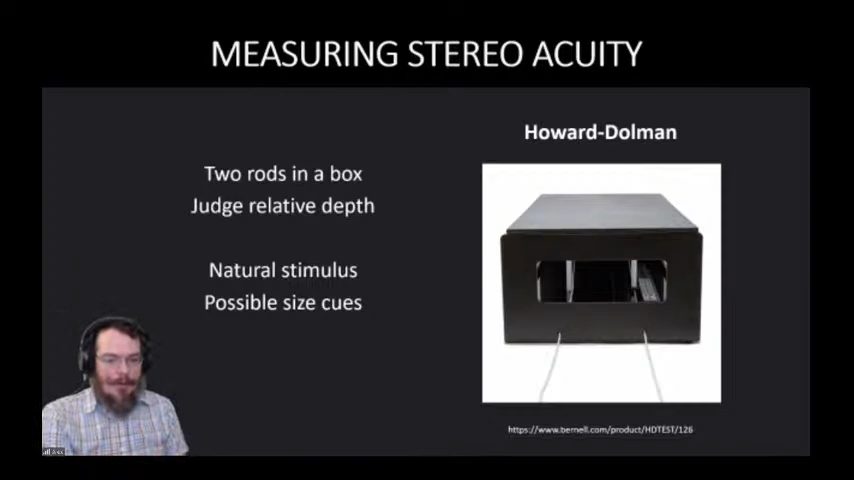 MEASURING STEREO ACUITY
Two rods in a box
Judge relative depth
Natural stimulus
Possible size cues
Howard-Dolman
https://www.bernell.com/product/HDTEST/126